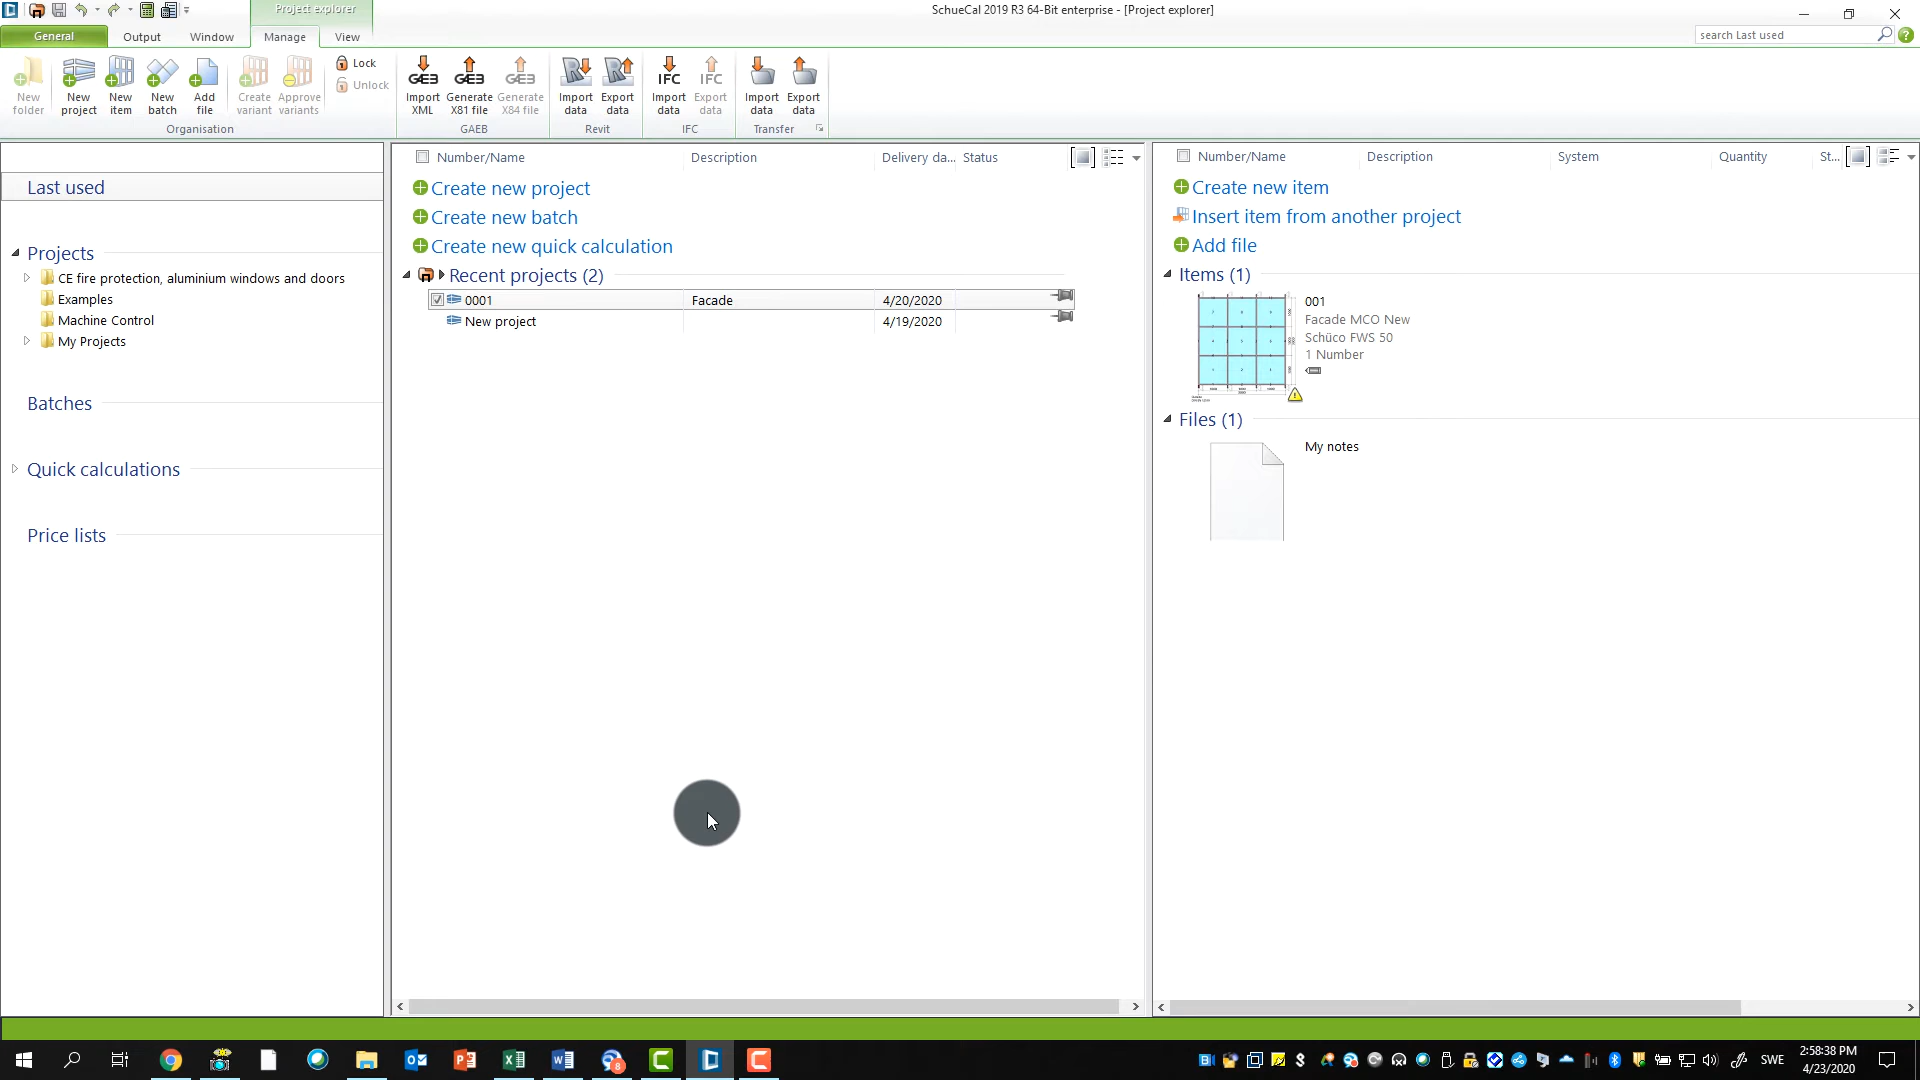 Project explorer
SchueCal 2019 R3 64-Bit enterprise - [Project explorer]
General
Output
Window
Manage
View
search Last used
New folder
New project
New item
New batch
Add file
Create variant
Approve variants
Lock
Unlock
Organisation
Import XML
Generate X81 file
Generate X84 file
GAEB
Import data
Export data
Revit
IFC
Import data
IFC
Export data
IFC
Import data
Export data
Transfer
Last used
Projects
CE fire protection, aluminium windows and doors
Examples
Machine Control
My Projects
Batches
Quick calculations
Price lists
Number/Name
Description
Delivery da...
Status
Create new project
Create new batch
Create new quick calculation
Recent projects (2)
0001
Facade
4/20/2020
New project
4/19/2020
Number/Name
Description
System
Quantity
St...
Create new item
Insert item from another project
Add file
Items (1)
001
Facade MCO New
Schüco FWS 50
1 Number
Files (1)
My notes
SWE
2:58:38 PM
4/23/2020